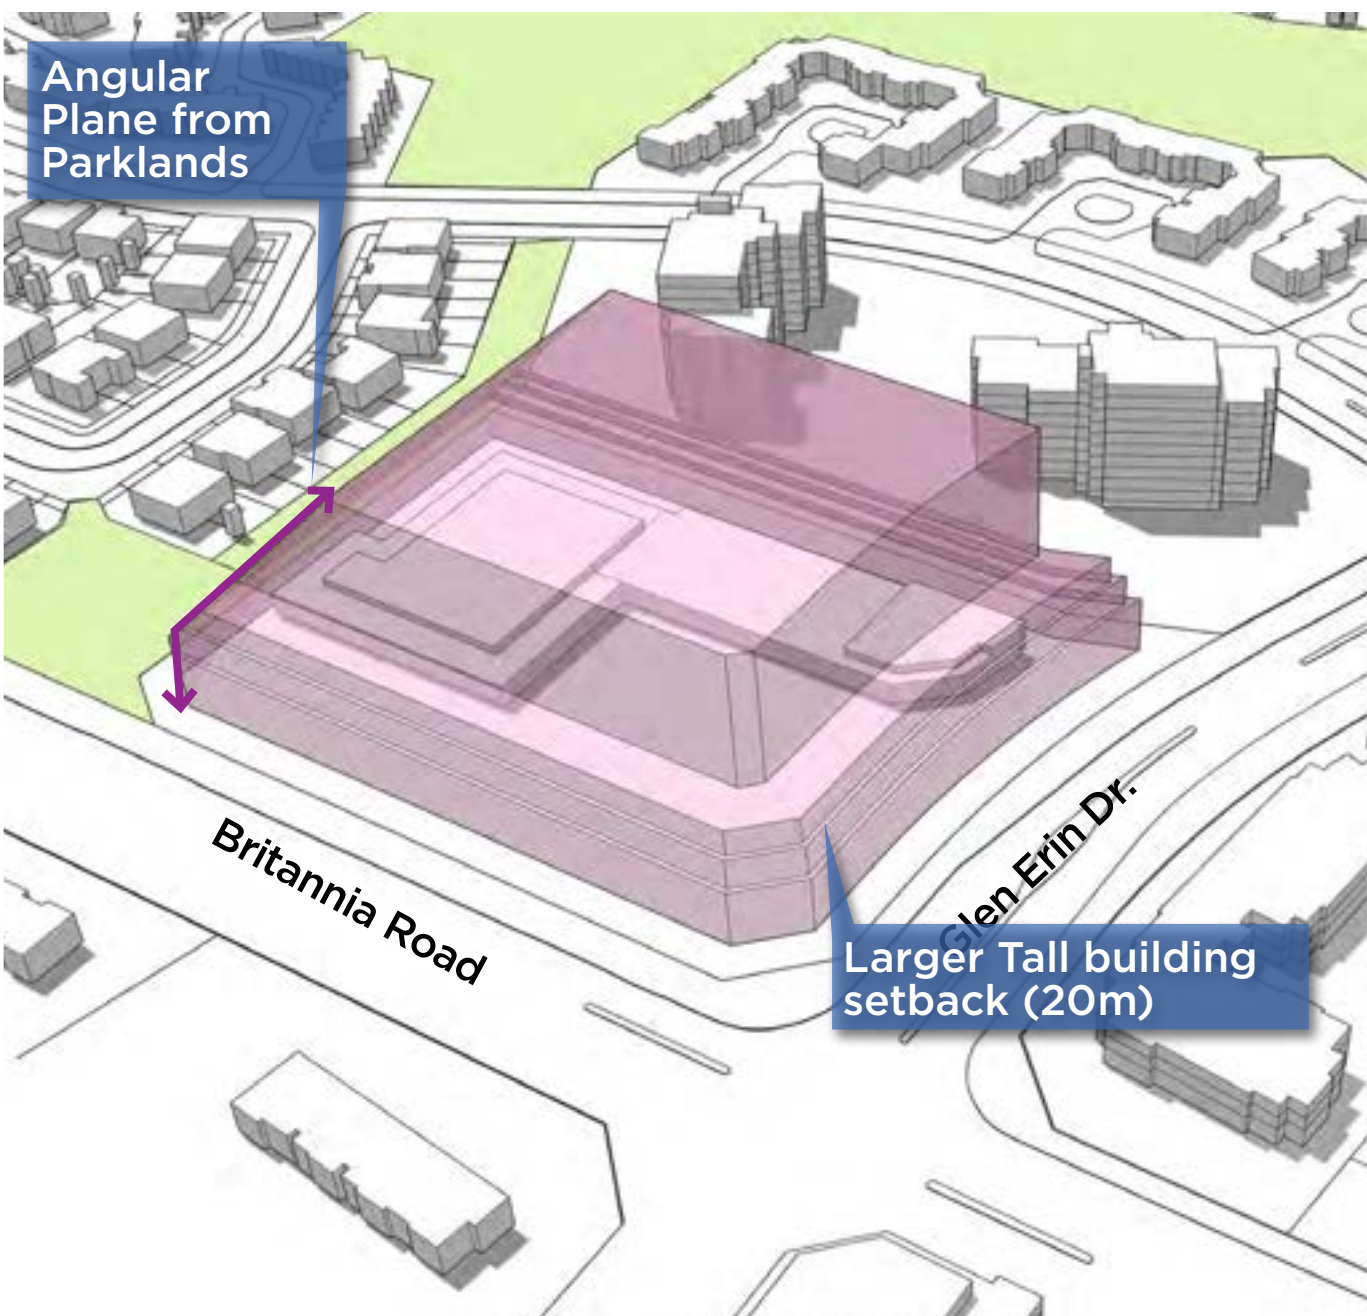 Angular
Plane from
Parklands
Britannia Road
Glen Erin Dr.
Larger Tall building
setback (20m)